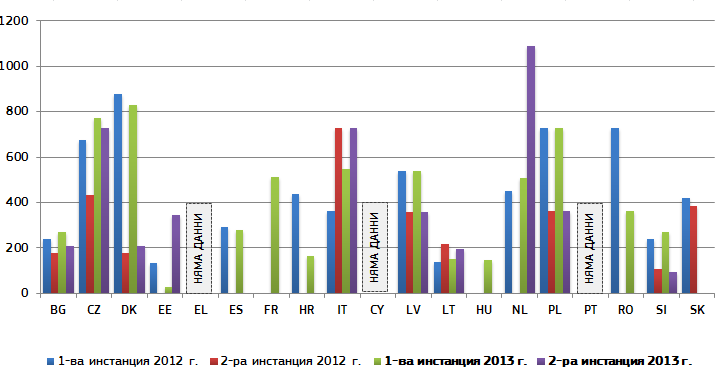 1200
1000
800
600
400
200
0
НЯМА ДАННИ
НЯМА ДАННИ
НЯМА ДАННИ
BG CZ DK EE EL ES FR HR IT CY LV LT HU NL PL PT RO SI SK
1-ва инстанция 2012 г. 2-ра инстанция 2012 г. 1-ва инстанция 2013 г. 2-ра инстанция 2013 г.